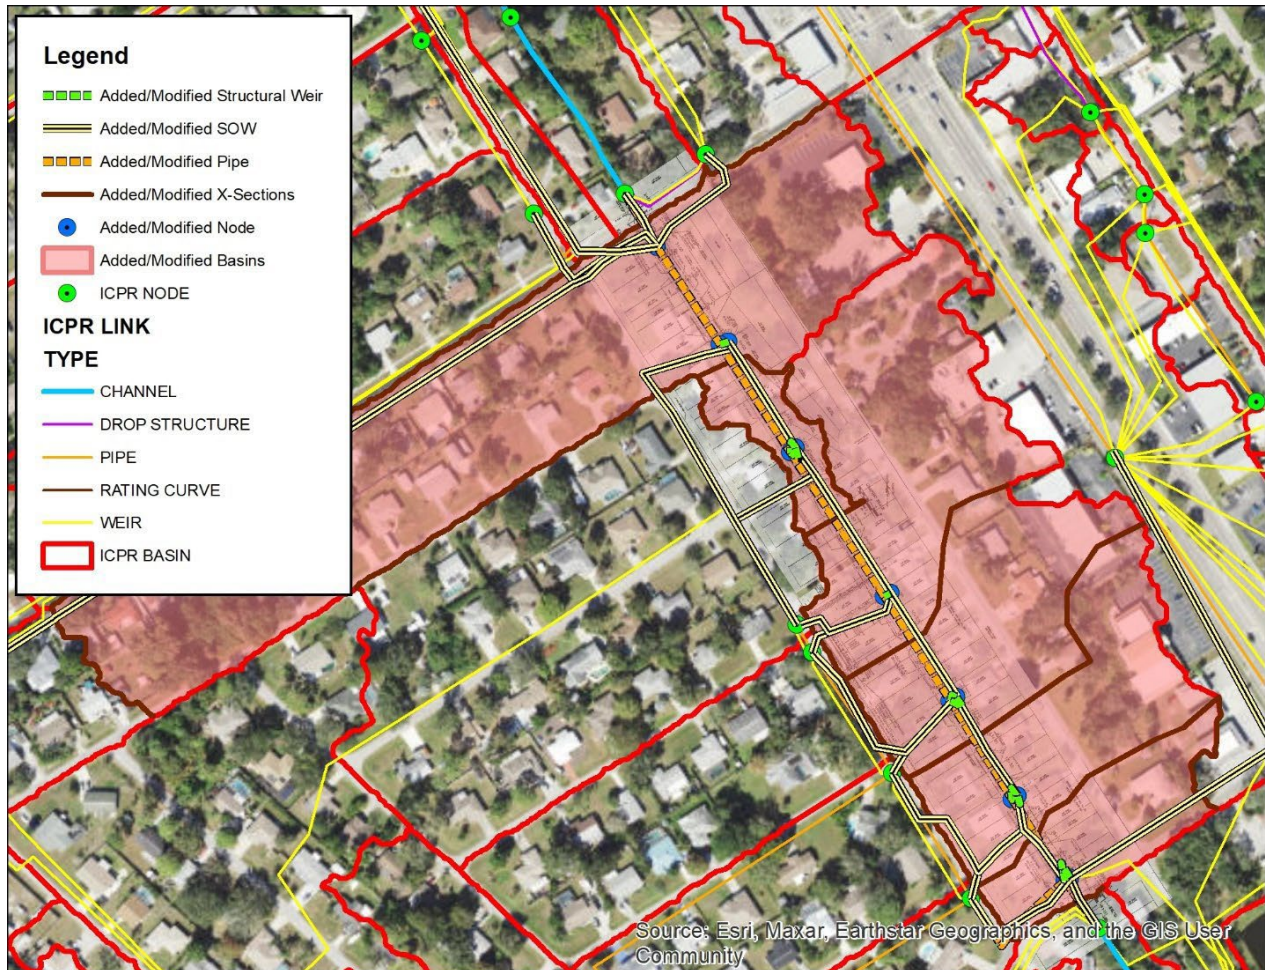 Legend
Added/Modified Structural Weir
Added/Modified SOW
Added/Modified Pipe
Added/Modified X-Sections
Added/Modified Node
Added/Modified Basins
ICPR NODE
ICPR LINK
TYPE
CHANNEL
DROP STRUCTURE
PIPE
RATING CURVE
WEIR
ICPR BASIN
Source: Esri, Maxar, Earthstar Geographics, and the GIS User
Community